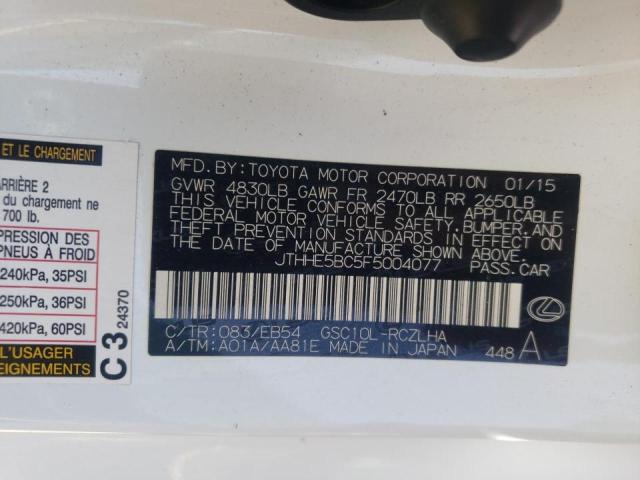 ET LE CHARGEMENT
ARRIÈRE 2
du chargement ne
700 lb.
PRESSION DES
PNEUS À FROID
240kPa, 35PSI
250kPa, 36PSI
420kPa, 60PSI
L'USAGER
EIGNEMENTS
C 3 24370
MFD. BY: TOYOTA MOTOR CORPORATION 01/15
GVWR 4830LB GAWR FR 2470LB RR 2650LB
THIS VEHICLE CONFORMS TO ALL APPLICABLE
FEDERAL MOTOR VEHICLE SAFETY, BUMPER, AND
THEFT PREVENTION STANDARDS IN EFFECT ON
THE DATE OF MANUFACTURE SHOWN ABOVE.
JTHHE5BC5F5004077 PASS.CAR
C/TR: 083/EB54 GSC10L-RCZLHA
A/TM: A01A/AA81E MADE IN JAPAN 448 A